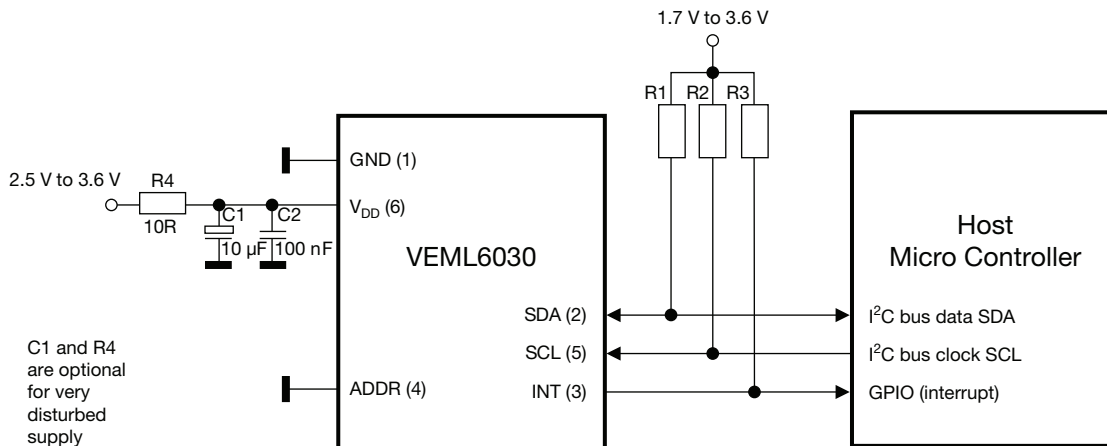 1.7 V to 3.6 V
R1 R2 R3
GND (1)
2.5 V to 3.6 V
R4
10R
C1
10 µF
C2
100 nF
V_DD (6)
VEML6030
Host
Micro Controller
SDA (2)
I²C bus data SDA
SCL (5)
I²C bus clock SCL
ADDR (4)
INT (3)
GPIO (interrupt)
C1 and R4
are optional
for very
disturbed
supply